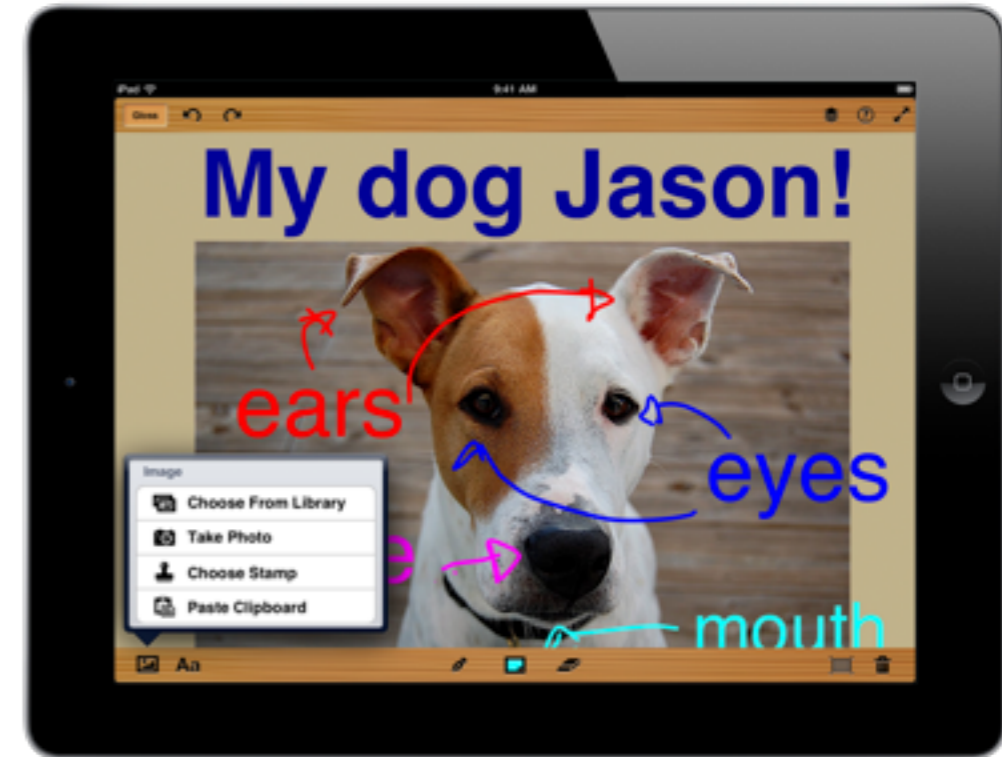 iPad 9:41 AM
Close
My dog Jason!
ears
eyes
Image
Choose From Library
Take Photo
Choose Stamp
Paste Clipboard
e
mouth
Aa